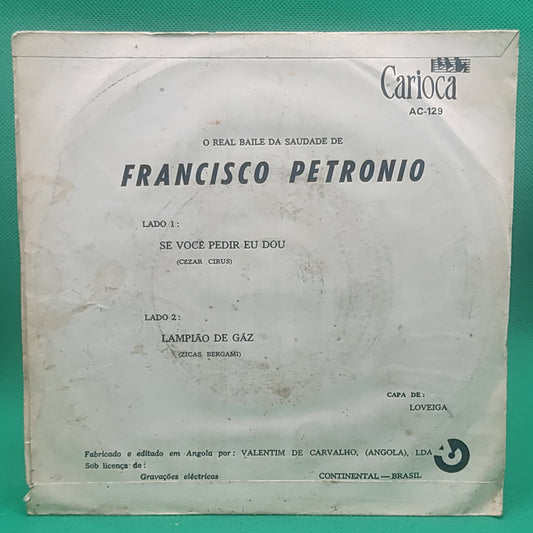 Carioca
AC-129
O REAL BAILE DA SAUDADE DE
FRANCISCO PETRONIO
LADO 1 :
SE VOCÊ PEDIR EU DOU
(CEZAR CIRUS)
LADO 2 :
LAMPIÃO DE GÁZ
(ZICAS BERGAMI)
CAPA DE :
LOVEIGA
Fabricado e editado em Angola por : VALENTIM DE CARVALHO, (ANGOLA), LDA
Sob licença de :
Gravações eléctricas CONTINENTAL — BRASIL